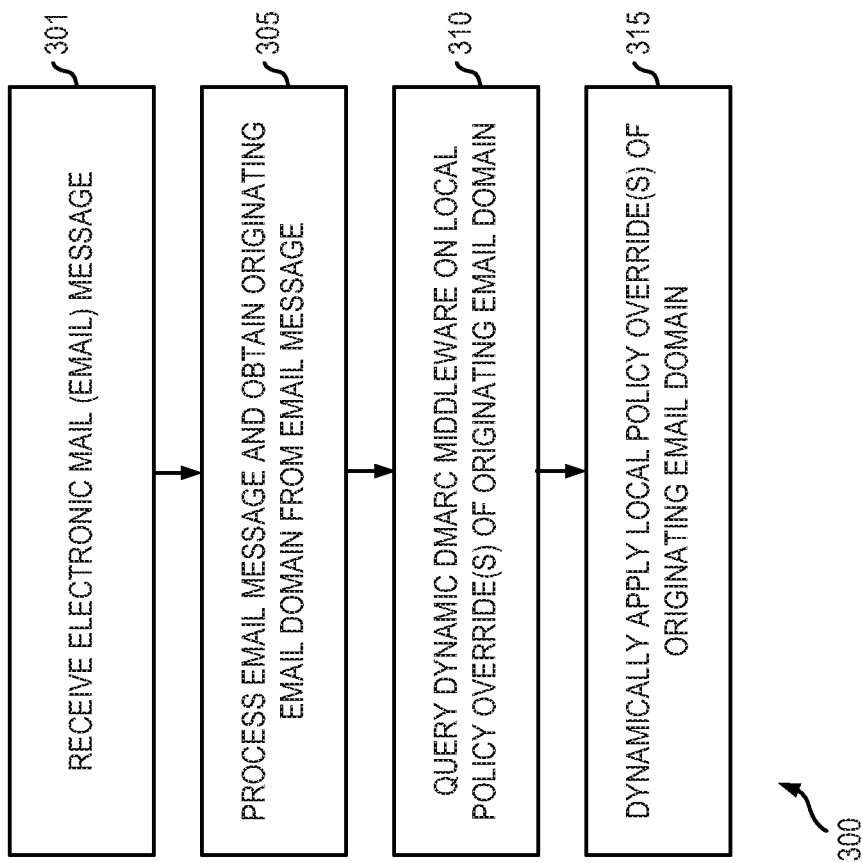 RECEIVE ELECTRONIC MAIL (EMAIL) MESSAGE
301
PROCESS EMAIL MESSAGE AND OBTAIN ORIGINATING
EMAIL DOMAIN FROM EMAIL MESSAGE
305
QUERY DYNAMIC DMARC MIDDLEWARE ON LOCAL
POLICY OVERRIDE(S) OF ORIGINATING EMAIL DOMAIN
310
DYNAMICALLY APPLY LOCAL POLICY OVERRIDE(S) OF
ORIGINATING EMAIL DOMAIN
315
300